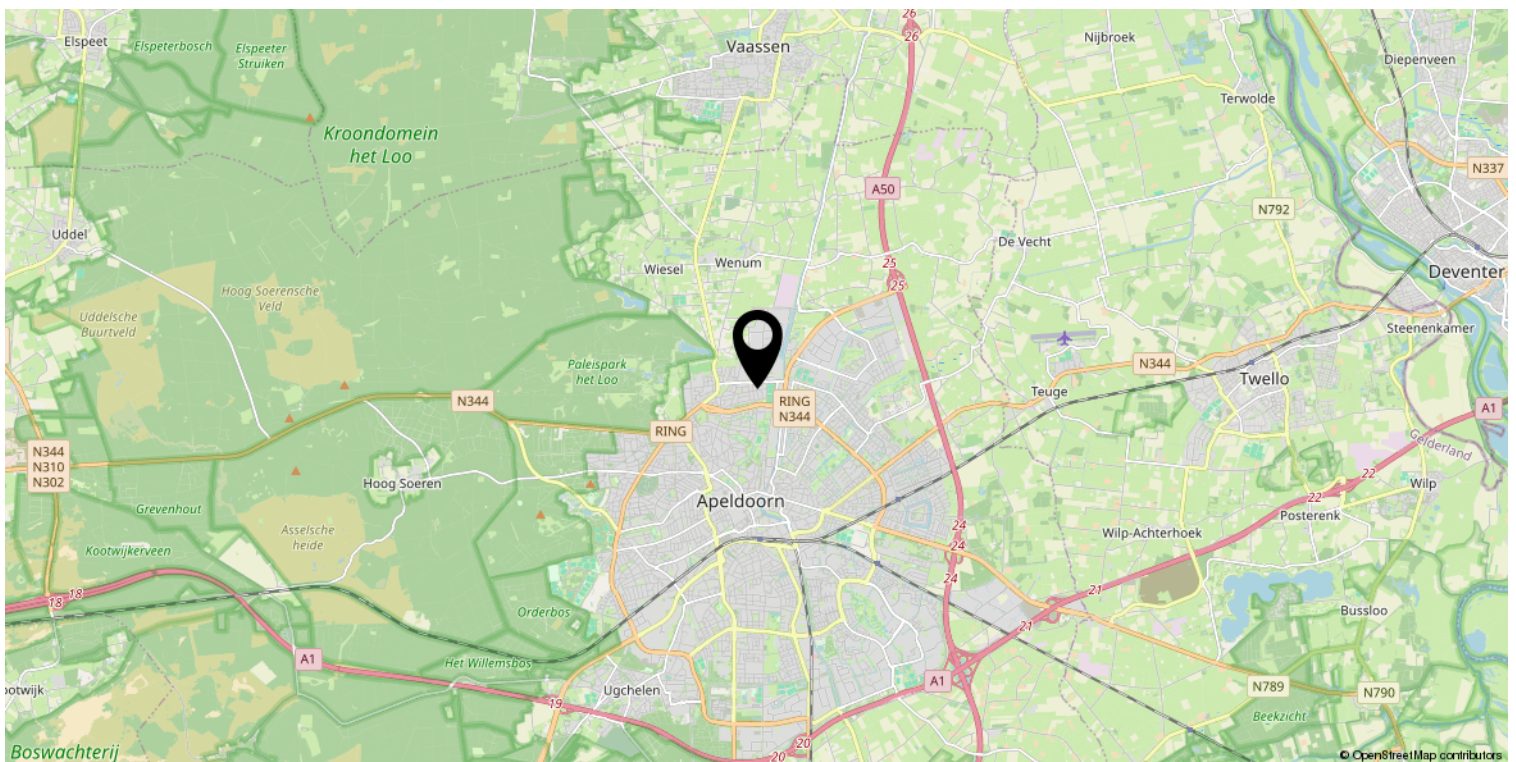 26
26
Elspeet
Elspeterbosch
Elspeeter
Struiken
Vaassen
Nijbroek
Diepenveen
Terwolde
Kroondomein
het Loo
N337
A50
N792
Uddel
De Vecht
Wiesel
Wenum
25
25
Deventer
Hoog Soerensche
Veld
Uddelsche
Buurtveld
Steenenkamer
Paleispark
het Loo
N344
Twello
Teuge
N344
RING
N344
A1
RING
Gelderland
N344
N310
N302
Hoog Soeren
22
22
Wilp
Apeldoorn
Grevenhout
Posterenk
Asselsche
heide
24
24
24
Wilp-Achterhoek
Kootwijkerveen
18
18
21
21
Orderbos
Bussloo
A1
Het Willemsbos
Ugchelen
A1
N789
N790
ootwijk
19
Beekzicht
20
20
Boswachterij
© OpenStreetMap contributors